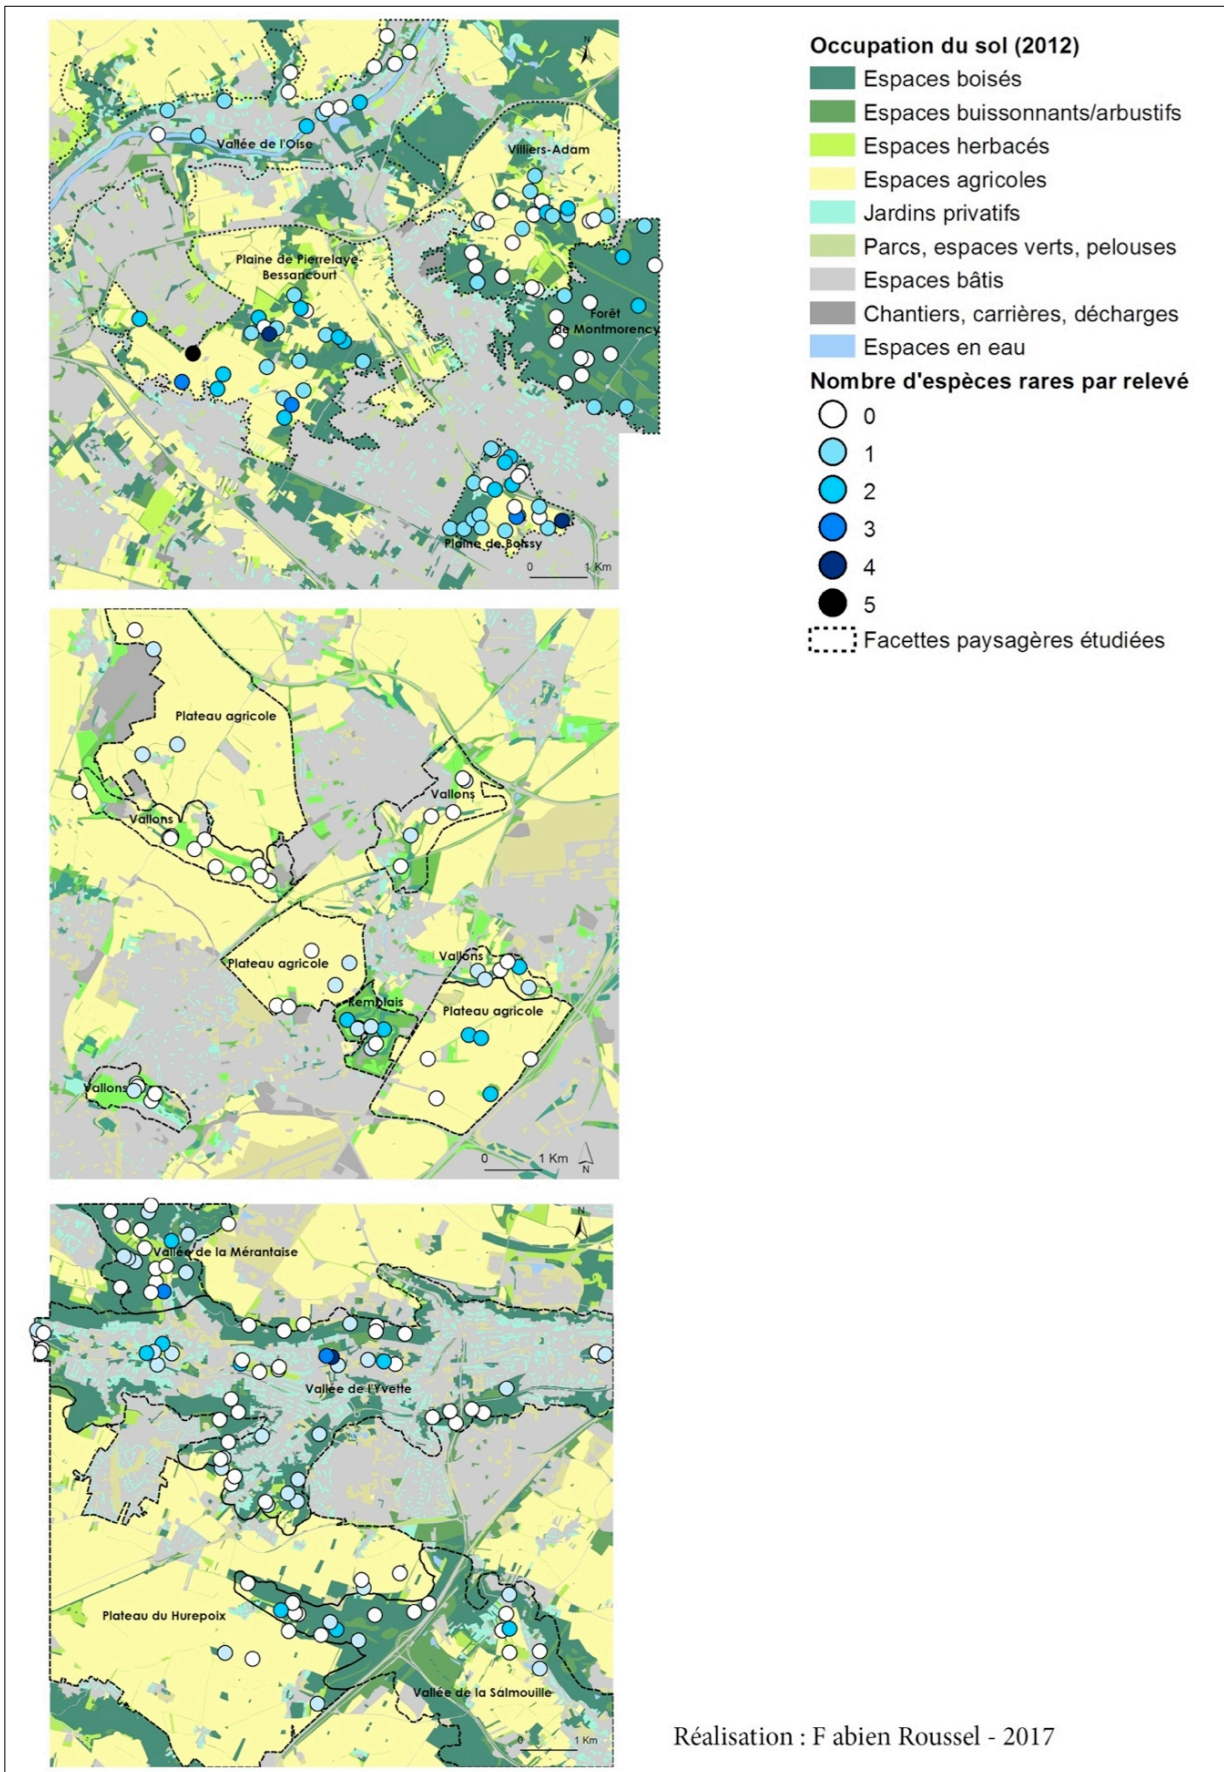 Occupation du sol (2012)
Espaces boisés
Espaces buissonnants/arbustifs
Espaces herbacés
Espaces agricoles
Jardins privatifs
Parcs, espaces verts, pelouses
Espaces bâtis
Chantiers, carrières, décharges
Espaces en eau
Nombre d'espèces rares par relevé
0
1
2
3
4
5
Facettes paysagères étudiées
N
Vallée de l'Oise
Villiers-Adam
Plaine de Pierrelaye-
Bessancourt
Forêt
de Montmorency
Plaine de Boissy
0 1 Km
Plateau agricole
Vallons
Vallons
Plateau agricole
Vallons
Remblais
Plateau agricole
Vallons
0 1 Km
N
N
Vallée de la Mérantaise
Vallée de l'Yvette
Plateau du Hurepoix
Vallée de la Salmouille
0 1 Km
Réalisation : F abien Roussel - 2017